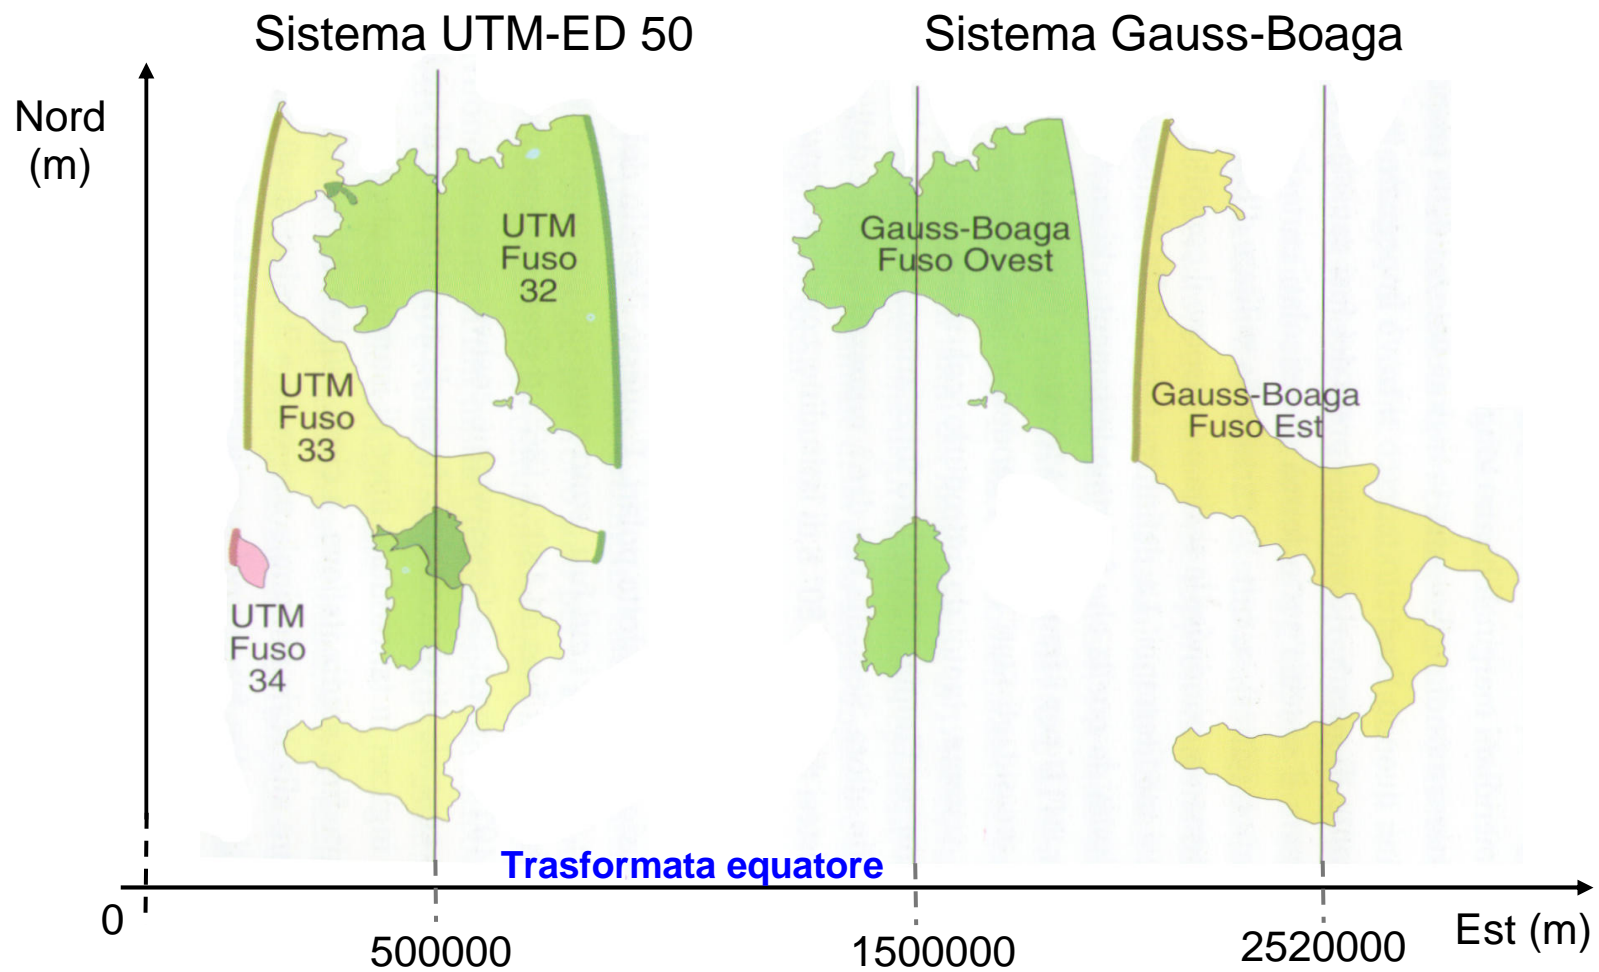 Sistema UTM-ED 50
Sistema Gauss-Boaga
Nord
(m)
UTM
Fuso
32
Gauss-Boaga
Fuso Ovest
UTM
Fuso
33
Gauss-Boaga
Fuso Est
UTM
Fuso
34
Trasformata equatore
0
500000
1500000
2520000
Est (m)